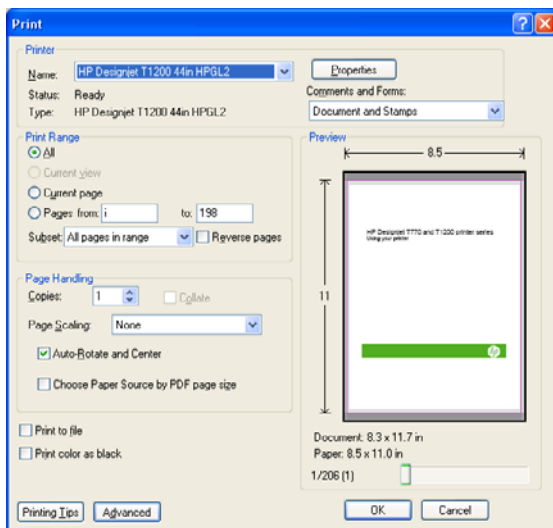 Print
Printer
Name: HP Designjet T1200 44in HPGL2
Properties
Status: Ready
Comments and Forms:
Type: HP Designjet T1200 44in HPGL2
Document and Stamps
Print Range
All
Current view
Current page
Pages from: i to: 198
Subset: All pages in range
Reverse pages
Page Handling
Copies: 1
Collate
Page Scaling: None
Auto-Rotate and Center
Choose Paper Source by PDF page size
Print to file
Print color as black
Preview
8.5
11
HP Designjet T770 and T1200 printer series
Using your printer
hp
Document: 8.3 x 11.7 in
Paper: 8.5 x 11.0 in
1/206 (1)
Printing Tips
Advanced
OK
Cancel